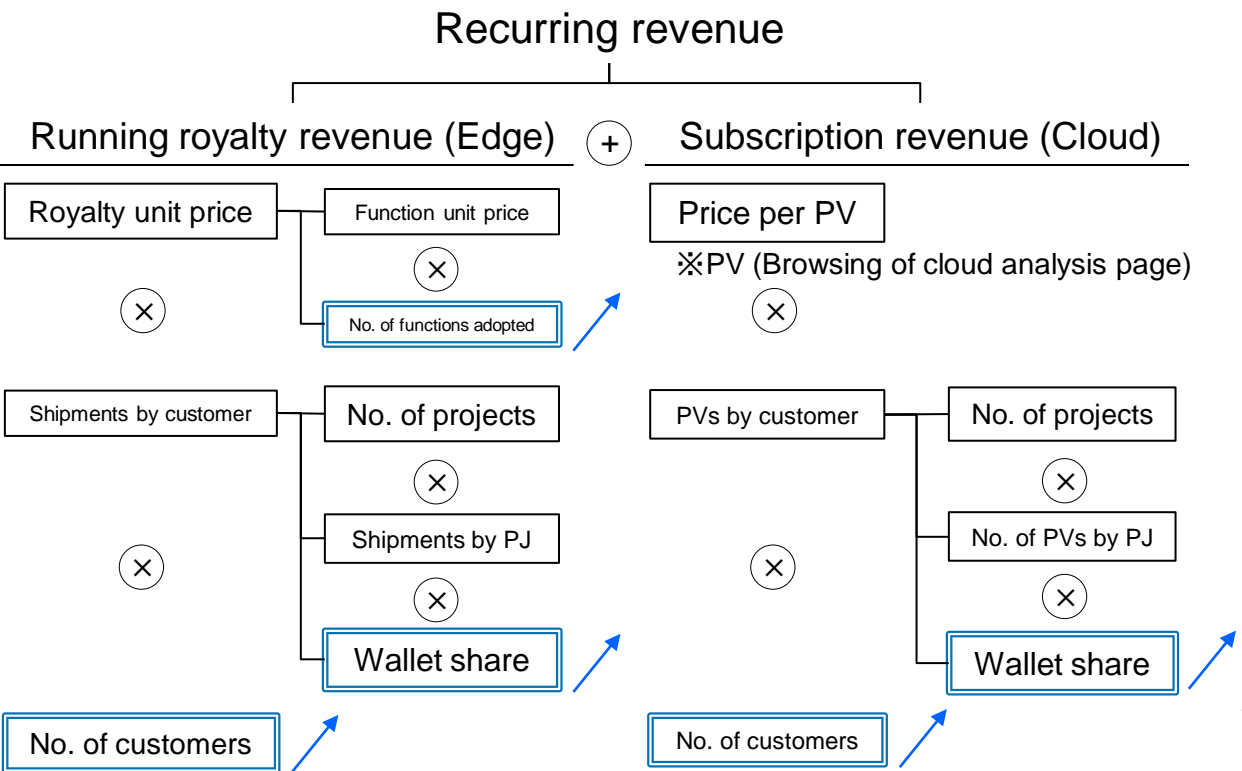 Recurring revenue
Running royalty revenue (Edge)
+
Subscription revenue (Cloud)
Royalty unit price
Function unit price
×
No. of functions adopted
×
Shipments by customer
No. of projects
×
Shipments by PJ
×
Wallet share
×
No. of customers
Price per PV
※PV (Browsing of cloud analysis page)
×
PVs by customer
No. of projects
×
No. of PVs by PJ
×
Wallet share
×
No. of customers